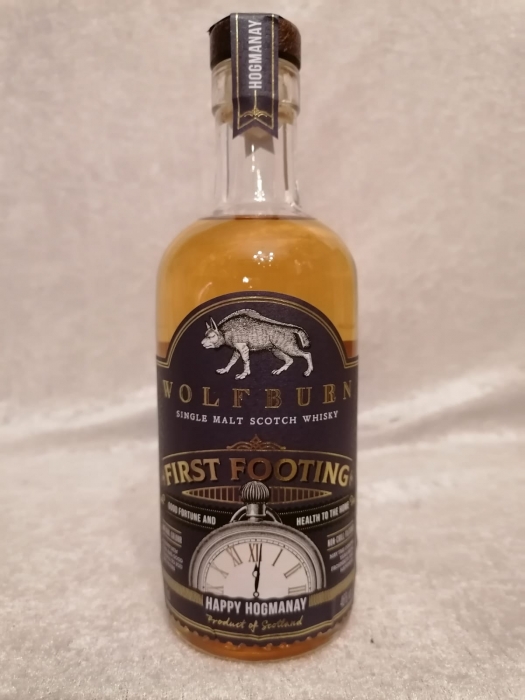 HOGMANAY
WOLFBURN
SINGLE MALT SCOTCH WHISKY
FIRST FOOTING
GOOD FORTUNE AND HEALTH TO THE HOME
HAPPY HOGMANAY
Product of Scotland